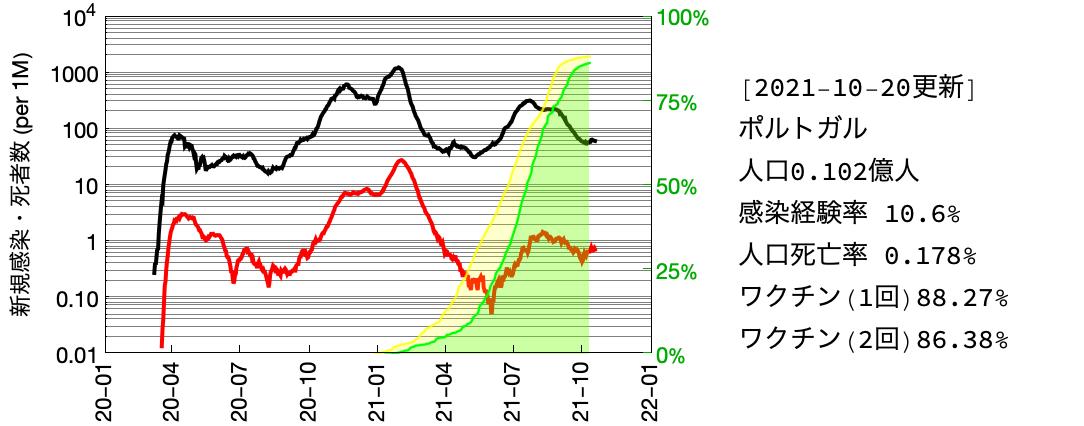 新規感染・死者数 (per 1M)
10^4
1000
100
10
1
0.10
0.01
100%
75%
50%
25%
0%
20-01
20-04
20-07
20-10
21-01
21-04
21-07
21-10
22-01
[2021-10-20更新]
ポルトガル
人口0.102億人
感染経験率 10.6%
人口死亡率 0.178%
ワクチン(1回)88.27%
ワクチン(2回)86.38%